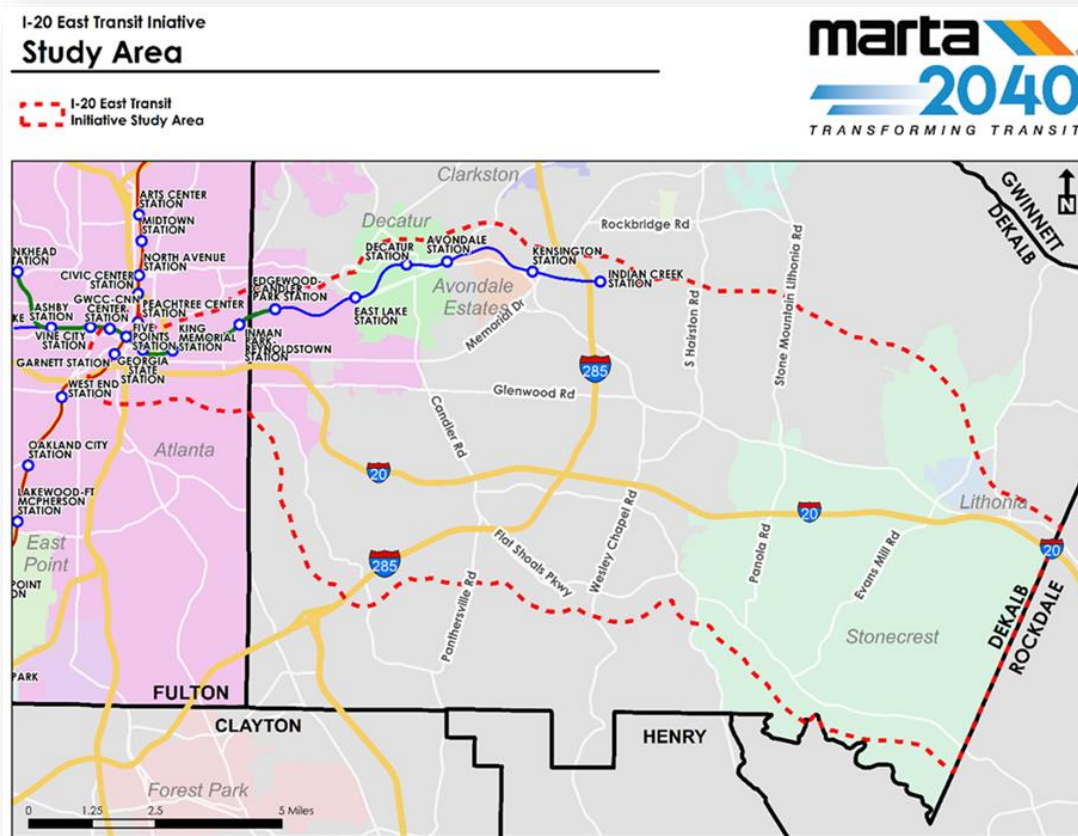 I-20 East Transit Iniative
Study Area
I-20 East Transit
Initiative Study Area
marta
2040
TRANSFORMING TRANSIT
Clarkston
GWINNETT
DEKALB
N
ARTS CENTER
STATION
MIDTOWN
STATION
Decatur
Rockbridge Rd
NKHEAD
TATION
NORTH AVENUE
STATION
CIVIC CENTER
STATION
DECATUR
STATION
AVONDALE
STATION
KENSINGTON
STATION
INDIAN CREEK
STATION
EDGEWOOD-
CANDLER
PARK STATION
Avondale
Estates
Stone Mountain Lithonia Rd
GWCC-CNN
CENTER
PEACHTREE CENTER
ASHBY
STATION
KE
VINE CITY
STATION
FIVE
POINTS
STATION
KING
MEMORIAL
STATION
INMAN
PARK-
REYNOLDSTOWN
STATION
EAST LAKE
STATION
Memorial Dr
S Hairston Rd
GARNETT STATION
GEORGIA
STATE
STATION
WEST END
STATION
285
Glenwood Rd
Candler Rd
Atlanta
OAKLAND CITY
STATION
20
LAKEWOOD-FT
MCPHERSON
STATION
Lithonia
20
East
Point
285
Flat Shoals Pkwy
Wesley Chapel Rd
Panola Rd
Evans Mill Rd
20
POINT
ON
Panthersville Rd
Stonecrest
DEKALB
ROCKDALE
PARK
FULTON
CLAYTON
HENRY
Forest Park
0 1.25 2.5 5 Miles